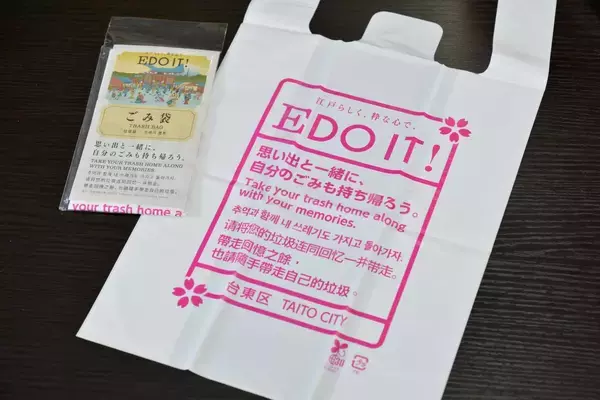 EDO IT!
ごみ袋
TRASH BAG
思い出と一緒に、
自分のごみも持ち帰ろう。
TAKE YOUR TRASH HOME ALONG
WITH YOUR MEMORIES.
your trash home along
江戸らしく、粋な心で。
EDO IT!
思い出と一緒に、
自分のごみも持ち帰ろう。
Take Your trash home along
with your memories.
추억과 함께 내 쓰레기도 가지고 돌아가자.
请将您的垃圾连同回忆一并带走。
帶走回憶之餘，
也請隨手帶走自己的垃圾。
台東区 TAITO CITY